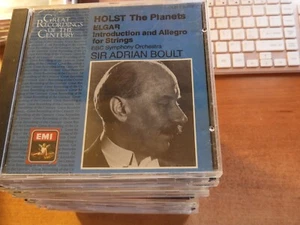 GREAT
RECORDINGS
OF THE
CENTURY
HOLST The Planets
ELGAR
Introduction and Allegro
for Strings
BBC Symphony Orchestra
SIR ADRIAN BOULT
EMI